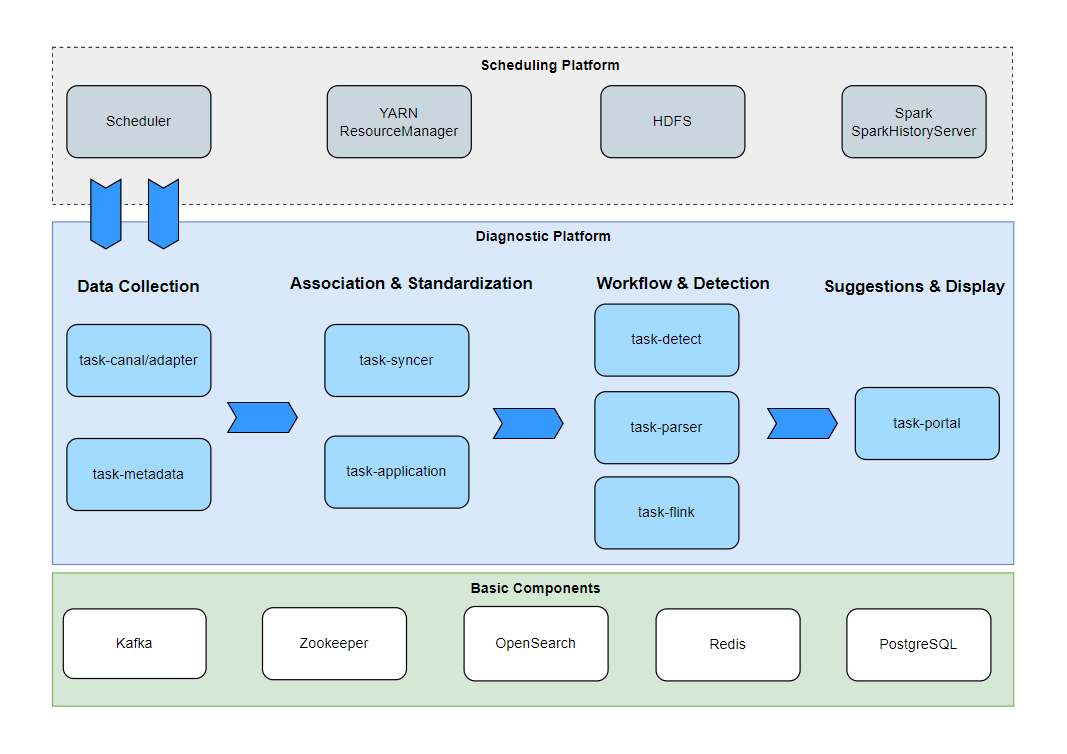 Scheduling Platform
Scheduler
YARN
ResourceManager
HDFS
Spark
SparkHistoryServer
Diagnostic Platform
Data Collection
Association & Standardization
Workflow & Detection
Suggestions & Display
task-canal/adapter
task-syncer
task-detect
task-parser
task-portal
task-metadata
task-application
task-flink
Basic Components
Kafka
Zookeeper
OpenSearch
Redis
PostgreSQL